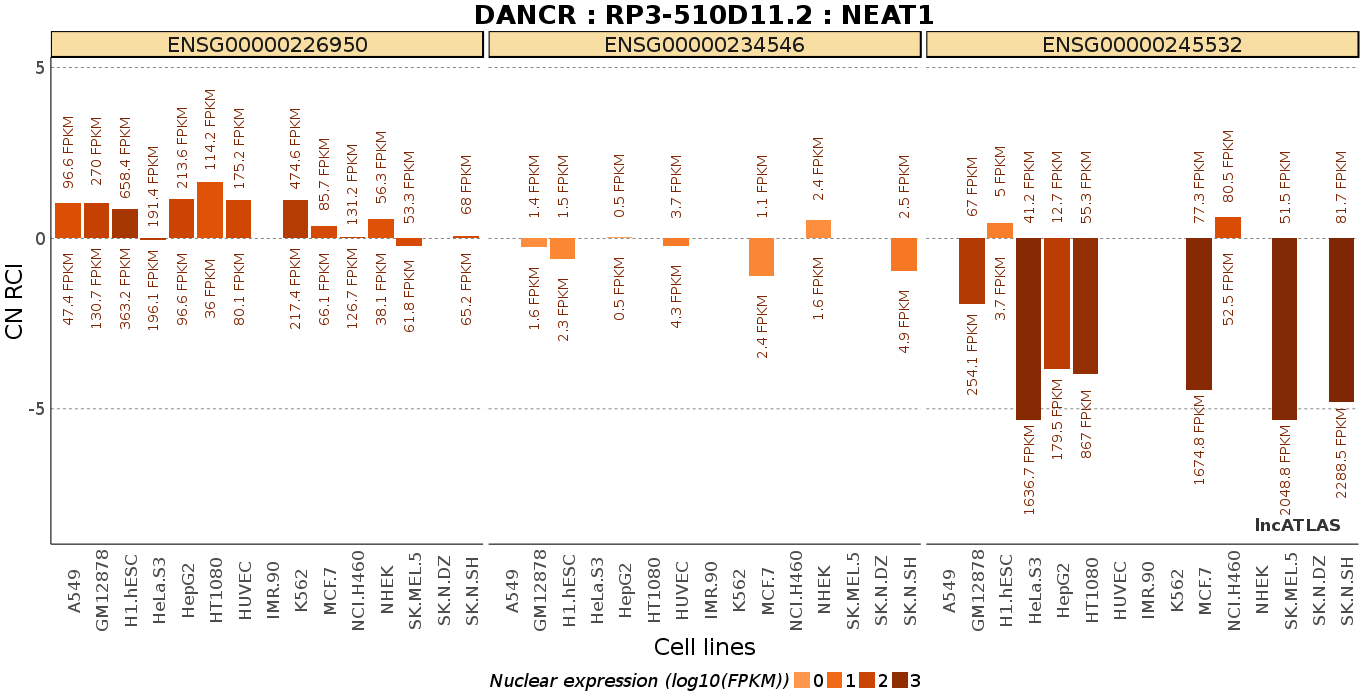 DANCR : RP3-510D11.2 : NEAT1
ENSG00000226950
ENSG00000234546
ENSG00000245532
CN RCI
5
0
-5
96.6 FPKM
270 FPKM
658.4 FPKM
191.4 FPKM
213.6 FPKM
114.2 FPKM
175.2 FPKM
474.6 FPKM
85.7 FPKM
131.2 FPKM
56.3 FPKM
53.3 FPKM
68 FPKM
47.4 FPKM
130.7 FPKM
363.2 FPKM
196.1 FPKM
96.6 FPKM
36 FPKM
80.1 FPKM
217.4 FPKM
66.1 FPKM
126.7 FPKM
38.1 FPKM
61.8 FPKM
65.2 FPKM
1.4 FPKM
1.5 FPKM
0.5 FPKM
3.7 FPKM
1.1 FPKM
2.4 FPKM
2.5 FPKM
1.6 FPKM
2.3 FPKM
0.5 FPKM
4.3 FPKM
2.4 FPKM
1.6 FPKM
4.9 FPKM
67 FPKM
5 FPKM
41.2 FPKM
12.7 FPKM
55.3 FPKM
77.3 FPKM
80.5 FPKM
51.5 FPKM
81.7 FPKM
254.1 FPKM
3.7 FPKM
1636.7 FPKM
179.5 FPKM
867 FPKM
1674.8 FPKM
52.5 FPKM
2048.8 FPKM
2288.5 FPKM
lncATLAS
A549
GM12878
H1.hESC
HeLa.S3
HepG2
HT1080
HUVEC
IMR.90
K562
MCF.7
NCI.H460
NHEK
SK.MEL.5
SK.N.DZ
SK.N.SH
A549
GM12878
H1.hESC
HeLa.S3
HepG2
HT1080
HUVEC
IMR.90
K562
MCF.7
NCI.H460
NHEK
SK.MEL.5
SK.N.DZ
SK.N.SH
A549
GM12878
H1.hESC
HeLa.S3
HepG2
HT1080
HUVEC
IMR.90
K562
MCF.7
NCI.H460
NHEK
SK.MEL.5
SK.N.DZ
SK.N.SH
Cell lines
Nuclear expression (log10(FPKM)) 0 1 2 3